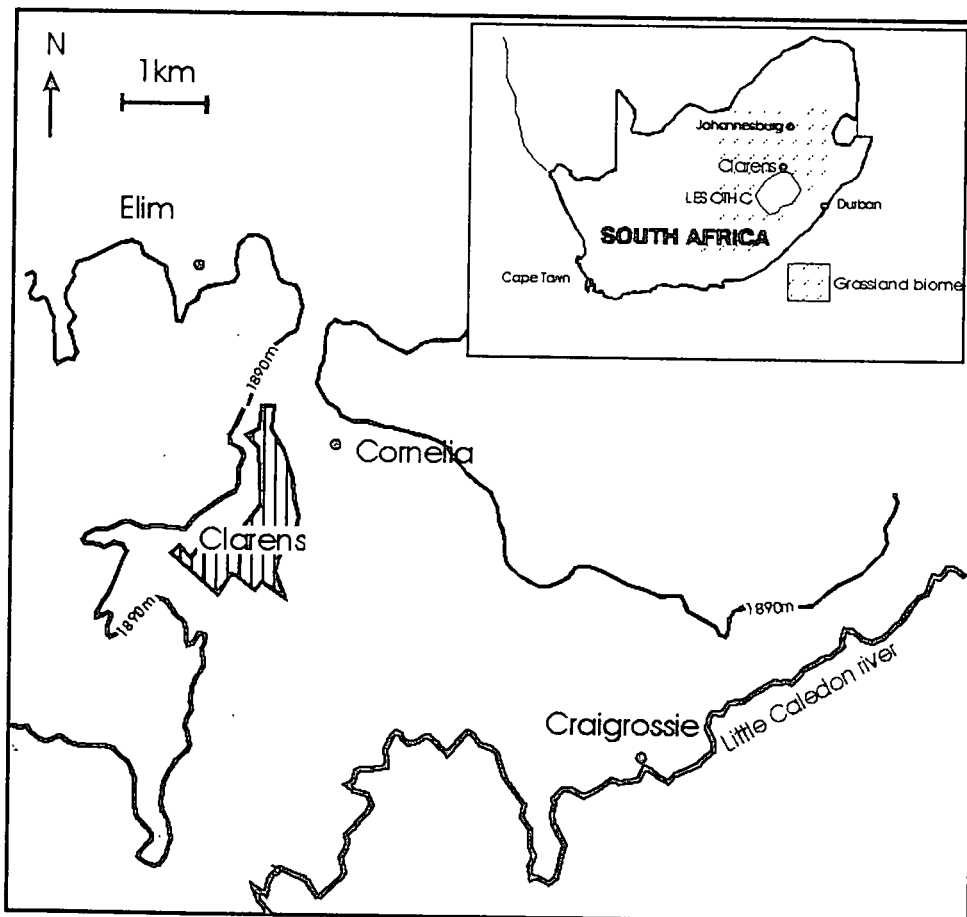 N
1km
Elim
1890m
Cornelia
Clarens
1890m
1890m
Craigrossie
Little Caledon river
Johannesburg
Clarens
LESOTHC
Durban
SOUTH AFRICA
Cape Town
Grassland biome